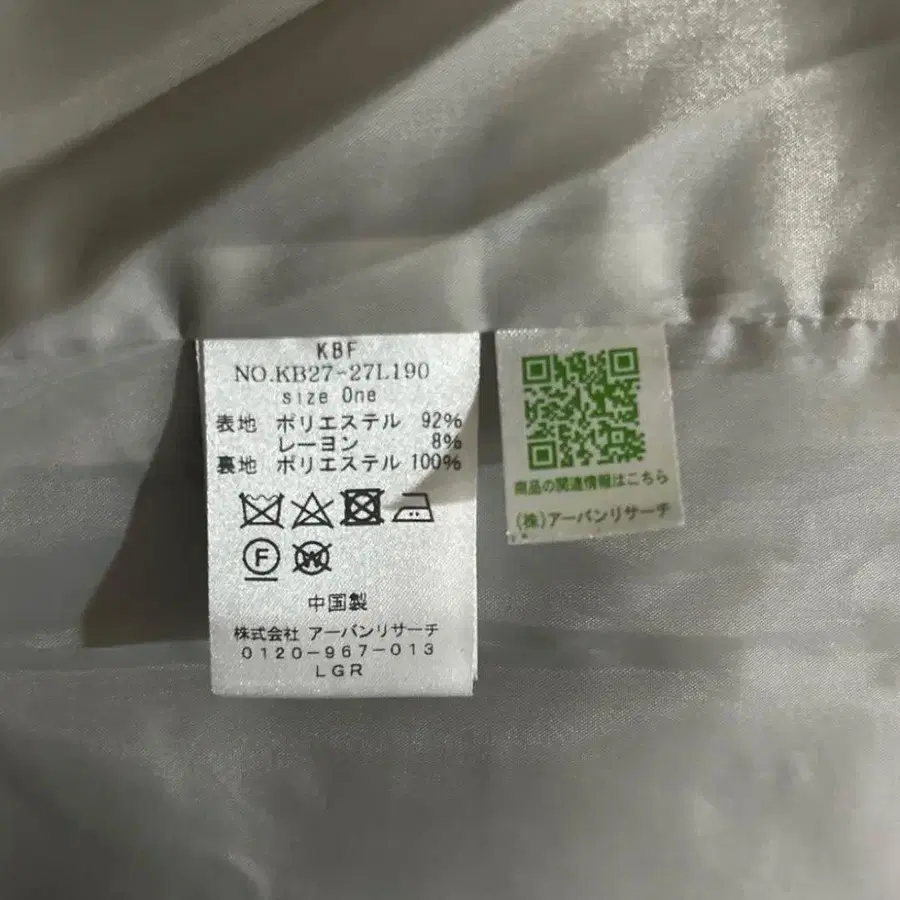 KBF
NO.KB27-27L190
size One
表地 ポリエステル 92%
レーヨン 8%
裏地 ポリエステル 100%
F
W
中国製
株式会社 アーバンリサーチ
0120-967-013
LGR
商品の関連情報はこちら
(株)アーバンリサーチ